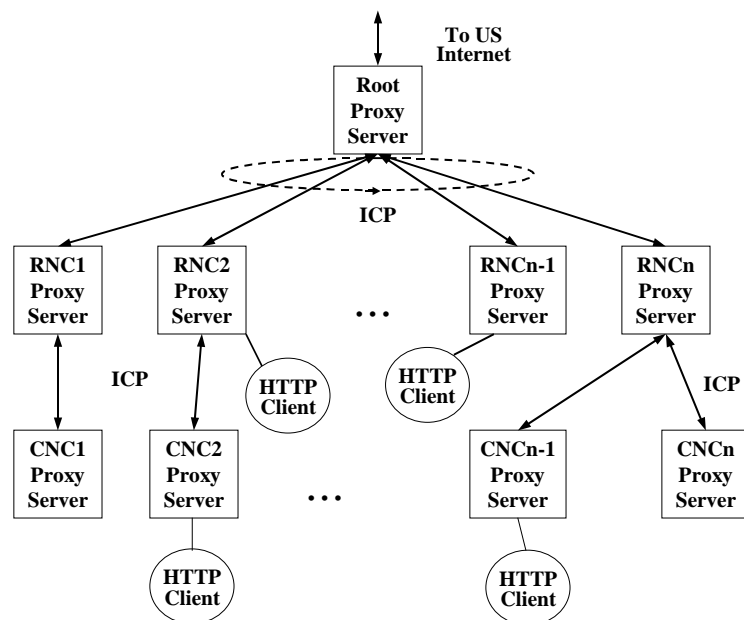 To US
Internet
Root
Proxy
Server
ICP
RNC1
Proxy
Server
RNC2
Proxy
Server
...
RNCn-1
Proxy
Server
RNCn
Proxy
Server
HTTP
Client
HTTP
Client
ICP
ICP
CNC1
Proxy
Server
CNC2
Proxy
Server
...
CNCn-1
Proxy
Server
CNCn
Proxy
Server
HTTP
Client
HTTP
Client